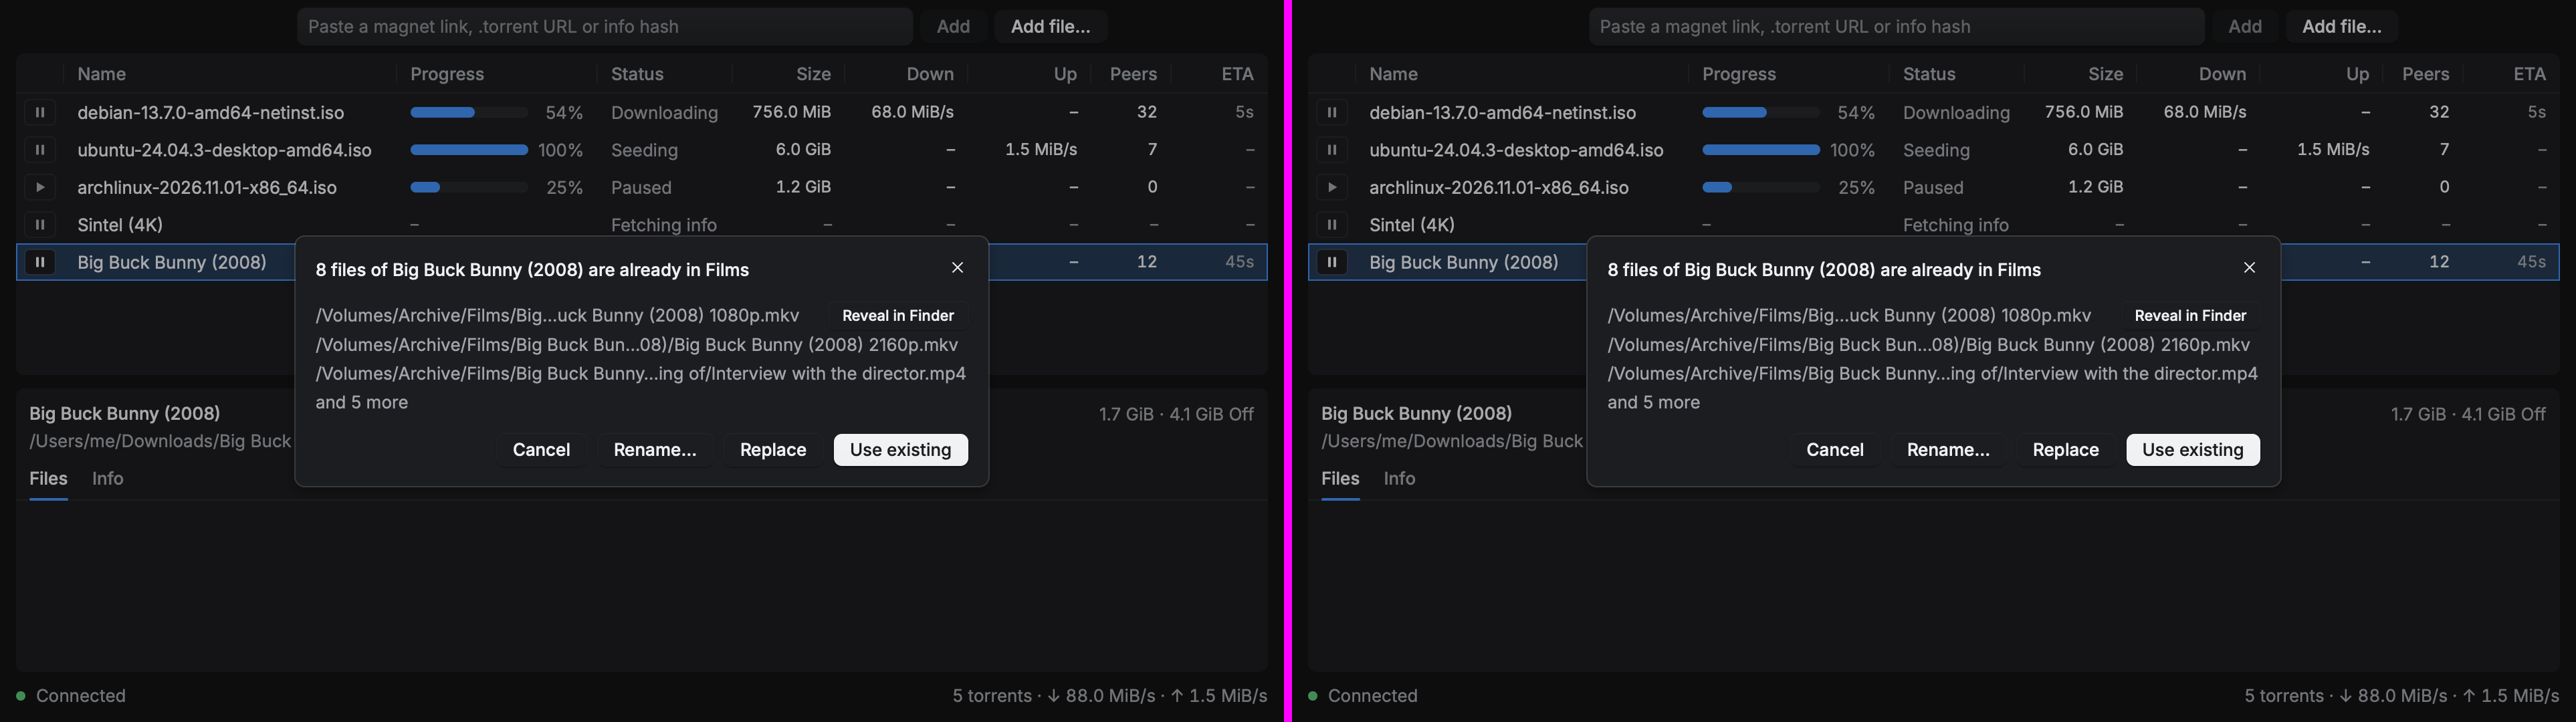 Paste a magnet link, .torrent URL or info hash Add Add file...
Name Progress Status Size Down Up Peers ETA
debian-13.7.0-amd64-netinst.iso 54% Downloading 756.0 MiB 68.0 MiB/s – 32 5s
ubuntu-24.04.3-desktop-amd64.iso 100% Seeding 6.0 GiB – 1.5 MiB/s 7 –
archlinux-2026.11.01-x86_64.iso 25% Paused 1.2 GiB – – 0 –
Sintel (4K) – Fetching info – – – – –
Big Buck Bunny (2008) – 12 45s
8 files of Big Buck Bunny (2008) are already in Films
/Volumes/Archive/Films/Big...uck Bunny (2008) 1080p.mkv Reveal in Finder
/Volumes/Archive/Films/Big Buck Bun...08)/Big Buck Bunny (2008) 2160p.mkv
/Volumes/Archive/Films/Big Buck Bunny...ing of/Interview with the director.mp4
and 5 more
Cancel Rename... Replace Use existing
Big Buck Bunny (2008) 1.7 GiB · 4.1 GiB Off
/Users/me/Downloads/Big Buck
Files Info
Connected 5 torrents · ↓ 88.0 MiB/s · ↑ 1.5 MiB/s
Paste a magnet link, .torrent URL or info hash Add Add file...
Name Progress Status Size Down Up Peers ETA
debian-13.7.0-amd64-netinst.iso 54% Downloading 756.0 MiB 68.0 MiB/s – 32 5s
ubuntu-24.04.3-desktop-amd64.iso 100% Seeding 6.0 GiB – 1.5 MiB/s 7 –
archlinux-2026.11.01-x86_64.iso 25% Paused 1.2 GiB – – 0 –
Sintel (4K) – Fetching info – – – – –
Big Buck Bunny (2008) – 12 45s
8 files of Big Buck Bunny (2008) are already in Films
/Volumes/Archive/Films/Big...uck Bunny (2008) 1080p.mkv Reveal in Finder
/Volumes/Archive/Films/Big Buck Bun...08)/Big Buck Bunny (2008) 2160p.mkv
/Volumes/Archive/Films/Big Buck Bunny...ing of/Interview with the director.mp4
and 5 more
Cancel Rename... Replace Use existing
Big Buck Bunny (2008) 1.7 GiB · 4.1 GiB Off
/Users/me/Downloads/Big Buck
Files Info
Connected 5 torrents · ↓ 88.0 MiB/s · ↑ 1.5 MiB/s